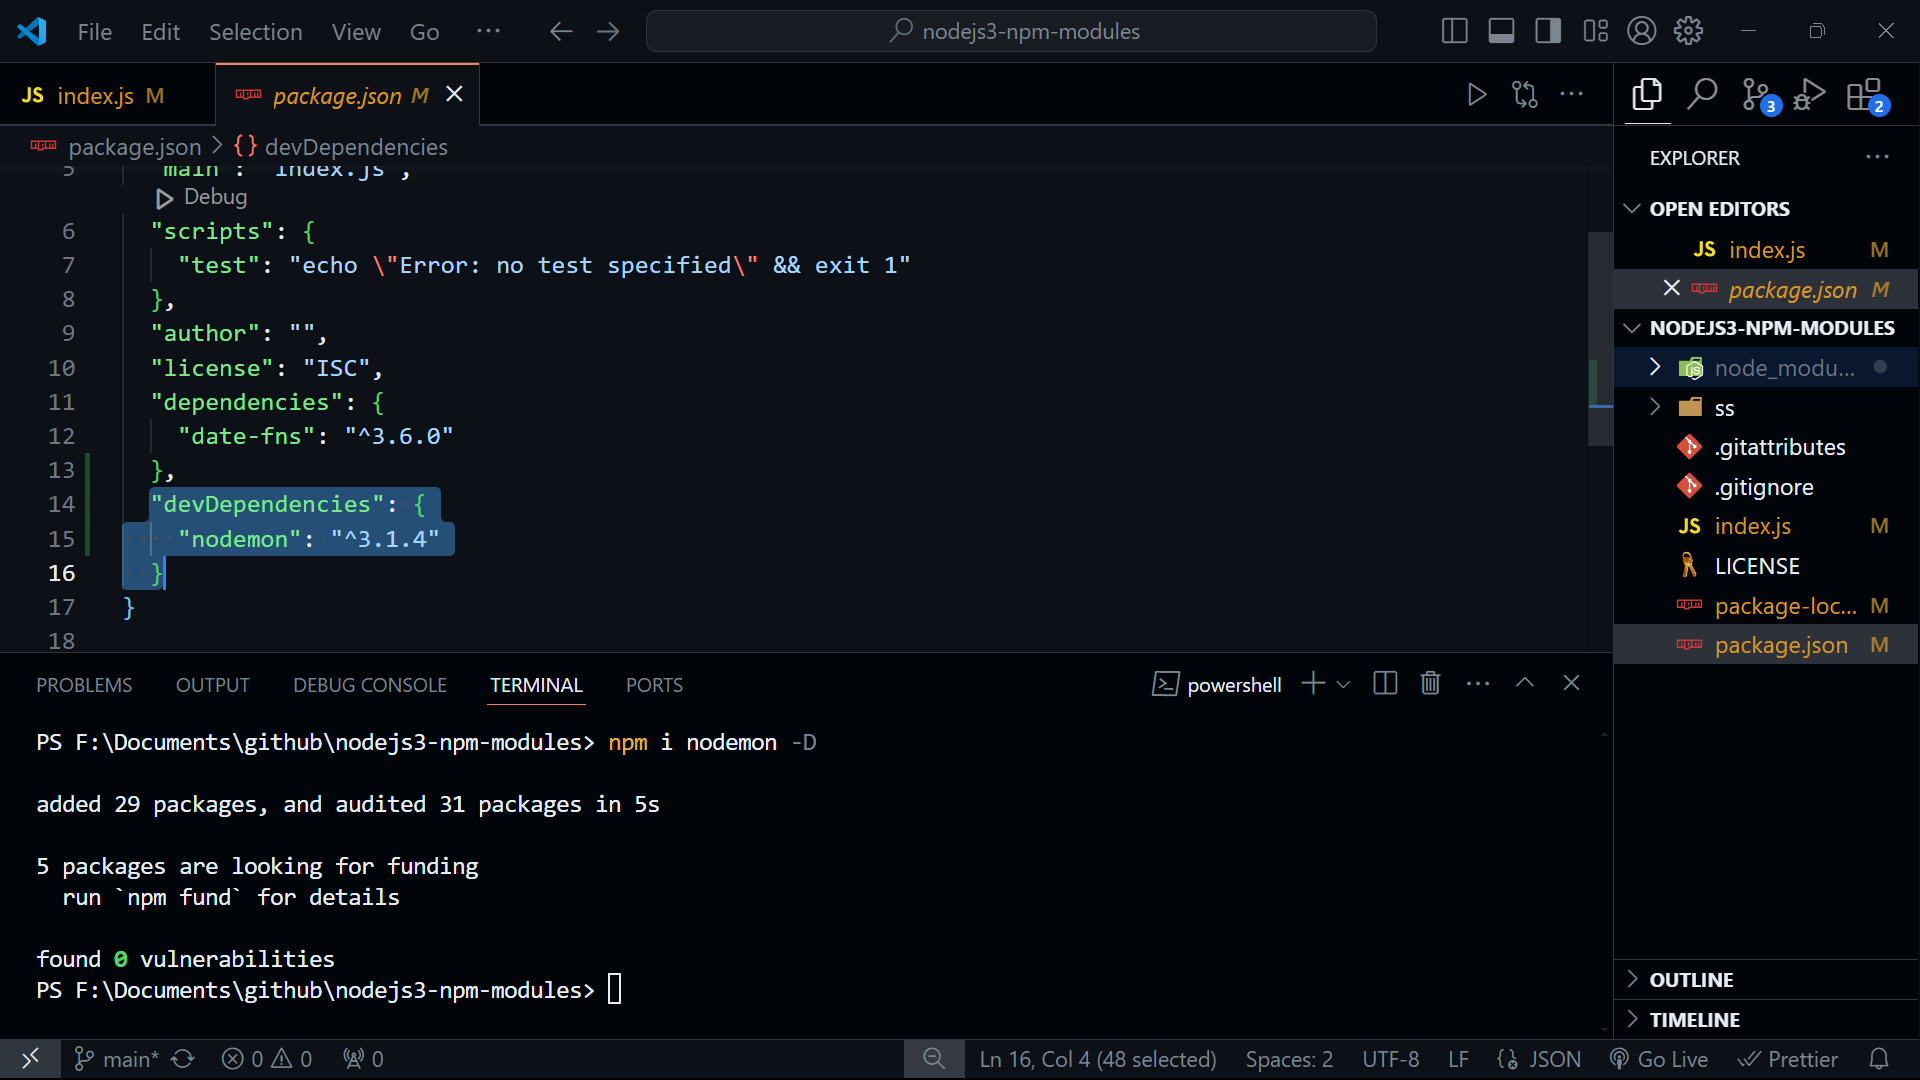 File Edit Selection View Go ··· nodejs3-npm-modules
JS index.js M package.json M
package.json > {} devDependencies
5 "main": "index.js",
Debug
6 "scripts": {
7 "test": "echo \"Error: no test specified\" && exit 1"
8 },
9 "author": "",
10 "license": "ISC",
11 "dependencies": {
12 "date-fns": "^3.6.0"
13 },
14 "devDependencies": {
15 "nodemon": "^3.1.4"
16 }
17 }
18
PROBLEMS OUTPUT DEBUG CONSOLE TERMINAL PORTS powershell
PS F:\Documents\github\nodejs3-npm-modules> npm i nodemon -D
added 29 packages, and audited 31 packages in 5s
5 packages are looking for funding
run `npm fund` for details
found 0 vulnerabilities
PS F:\Documents\github\nodejs3-npm-modules>
3 2
EXPLORER ···
OPEN EDITORS
JS index.js M
package.json M
NODEJS3-NPM-MODULES
node_modu...
ss
.gitattributes
.gitignore
JS index.js M
LICENSE
package-loc... M
package.json M
OUTLINE
TIMELINE
main* 0 0 0 Ln 16, Col 4 (48 selected) Spaces: 2 UTF-8 LF {} JSON Go Live Prettier